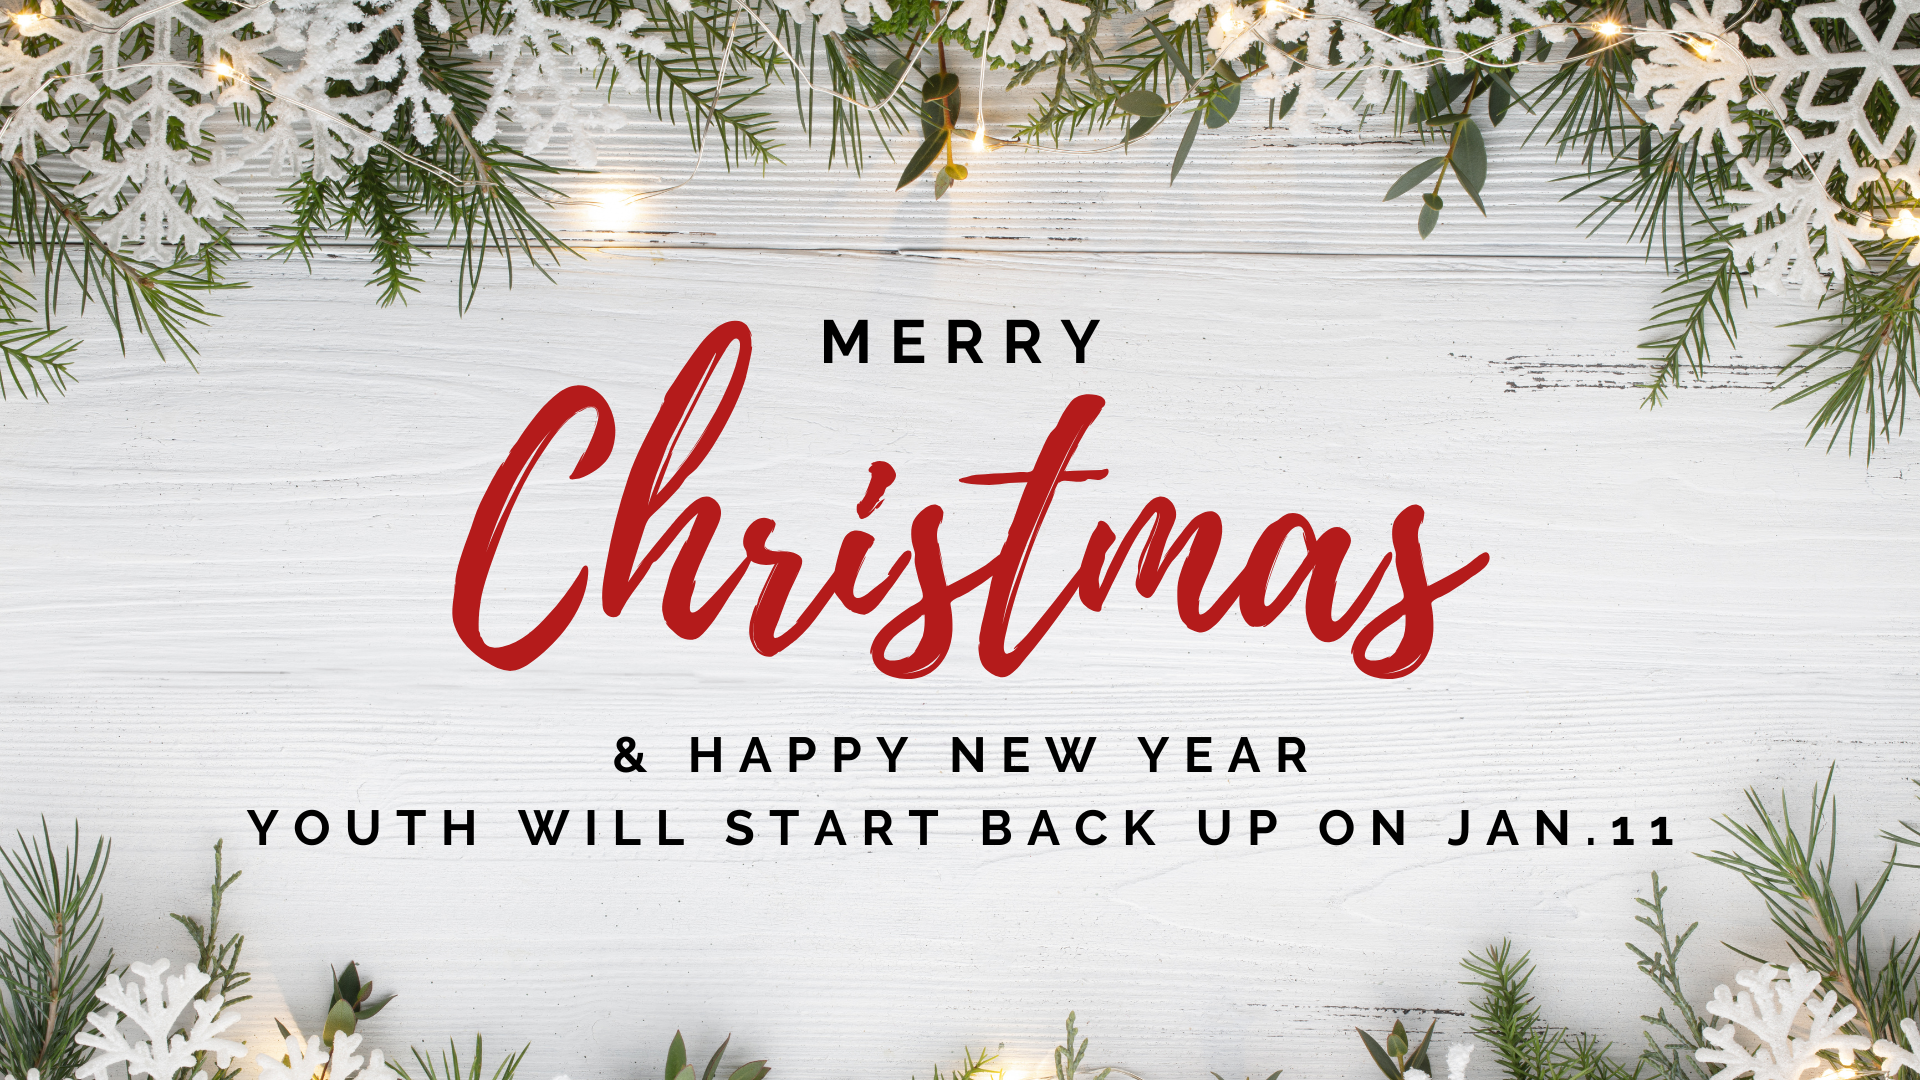 MERRY
Christmas
& HAPPY NEW YEAR
YOUTH WILL START BACK UP ON JAN.11